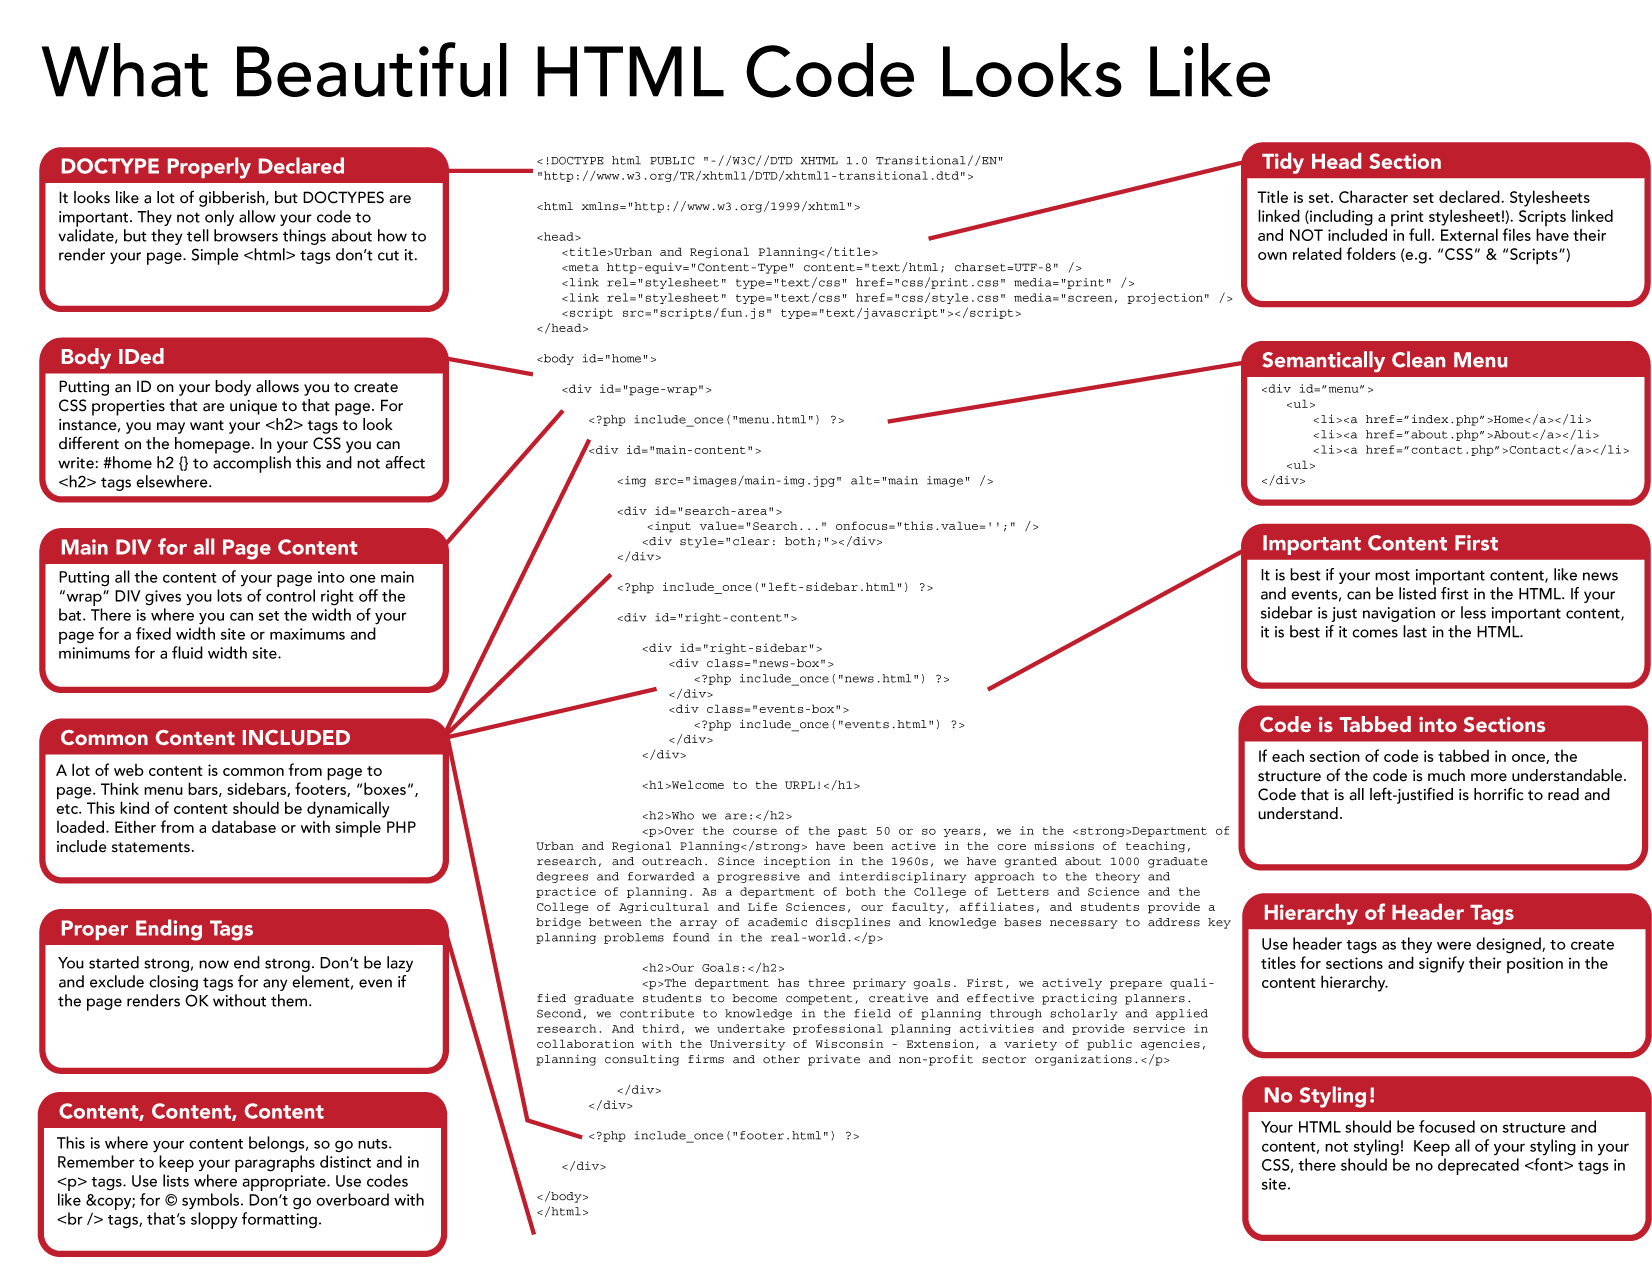 What Beautiful HTML Code Looks Like
DOCTYPE Properly Declared
It looks like a lot of gibberish, but DOCTYPES are
important. They not only allow your code to
validate, but they tell browsers things about how to
render your page. Simple <html> tags don’t cut it.
Body IDed
Putting an ID on your body allows you to create
CSS properties that are unique to that page. For
instance, you may want your <h2> tags to look
different on the homepage. In your CSS you can
write: #home h2 {} to accomplish this and not affect
<h2> tags elsewhere.
Main DIV for all Page Content
Putting all the content of your page into one main
“wrap” DIV gives you lots of control right off the
bat. There is where you can set the width of your
page for a fixed width site or maximums and
minimums for a fluid width site.
Common Content INCLUDED
A lot of web content is common from page to
page. Think menu bars, sidebars, footers, “boxes”,
etc. This kind of content should be dynamically
loaded. Either from a database or with simple PHP
include statements.
Proper Ending Tags
You started strong, now end strong. Don’t be lazy
and exclude closing tags for any element, even if
the page renders OK without them.
Content, Content, Content
This is where your content belongs, so go nuts.
Remember to keep your paragraphs distinct and in
<p> tags. Use lists where appropriate. Use codes
like &copy; for © symbols. Don’t go overboard with
<br /> tags, that’s sloppy formatting.
<!DOCTYPE html PUBLIC "-//W3C//DTD XHTML 1.0 Transitional//EN"
"http://www.w3.org/TR/xhtml1/DTD/xhtml1-transitional.dtd">
<html xmlns="http://www.w3.org/1999/xhtml">
<head>
<title>Urban and Regional Planning</title>
<meta http-equiv="Content-Type" content="text/html; charset=UTF-8" />
<link rel="stylesheet" type="text/css" href="css/print.css" media="print" />
<link rel="stylesheet" type="text/css" href="css/style.css" media="screen, projection" />
<script src="scripts/fun.js" type="text/javascript"></script>
</head>
<body id="home">
<div id="page-wrap">
<?php include_once("menu.html") ?>
<div id="main-content">
<img src="images/main-img.jpg" alt="main image" />
<div id="search-area">
<input value="Search..." onfocus="this.value='';" />
<div style="clear: both;"></div>
</div>
<?php include_once("left-sidebar.html") ?>
<div id="right-content">
<div id="right-sidebar">
<div class="news-box">
<?php include_once("news.html") ?>
</div>
<div class="events-box">
<?php include_once("events.html") ?>
</div>
</div>
<h1>Welcome to the URPL!</h1>
<h2>Who we are:</h2>
<p>Over the course of the past 50 or so years, we in the <strong>Department of
Urban and Regional Planning</strong> have been active in the core missions of teaching,
research, and outreach. Since inception in the 1960s, we have granted about 1000 graduate
degrees and forwarded a progressive and interdisciplinary approach to the theory and
practice of planning. As a department of both the College of Letters and Science and the
College of Agricultural and Life Sciences, our faculty, affiliates, and students provide a
bridge between the array of academic discplines and knowledge bases necessary to address key
planning problems found in the real-world.</p>
<h2>Our Goals:</h2>
<p>The department has three primary goals. First, we actively prepare quali-
fied graduate students to become competent, creative and effective practicing planners.
Second, we contribute to knowledge in the field of planning through scholarly and applied
research. And third, we undertake professional planning activities and provide service in
collaboration with the University of Wisconsin - Extension, a variety of public agencies,
planning consulting firms and other private and non-profit sector organizations.</p>
</div>
</div>
<?php include_once("footer.html") ?>
</div>
</body>
</html>
Tidy Head Section
Title is set. Character set declared. Stylesheets
linked (including a print stylesheet!). Scripts linked
and NOT included in full. External files have their
own related folders (e.g. “CSS” & “Scripts”)
Semantically Clean Menu
<div id=”menu”>
<ul>
<li><a href=”index.php”>Home</a></li>
<li><a href=”about.php”>About</a></li>
<li><a href=”contact.php”>Contact</a></li>
<ul>
</div>
Important Content First
It is best if your most important content, like news
and events, can be listed first in the HTML. If your
sidebar is just navigation or less important content,
it is best if it comes last in the HTML.
Code is Tabbed into Sections
If each section of code is tabbed in once, the
structure of the code is much more understandable.
Code that is all left-justified is horrific to read and
understand.
Hierarchy of Header Tags
Use header tags as they were designed, to create
titles for sections and signify their position in the
content hierarchy.
No Styling!
Your HTML should be focused on structure and
content, not styling!  Keep all of your styling in your
CSS, there should be no deprecated <font> tags in
site.